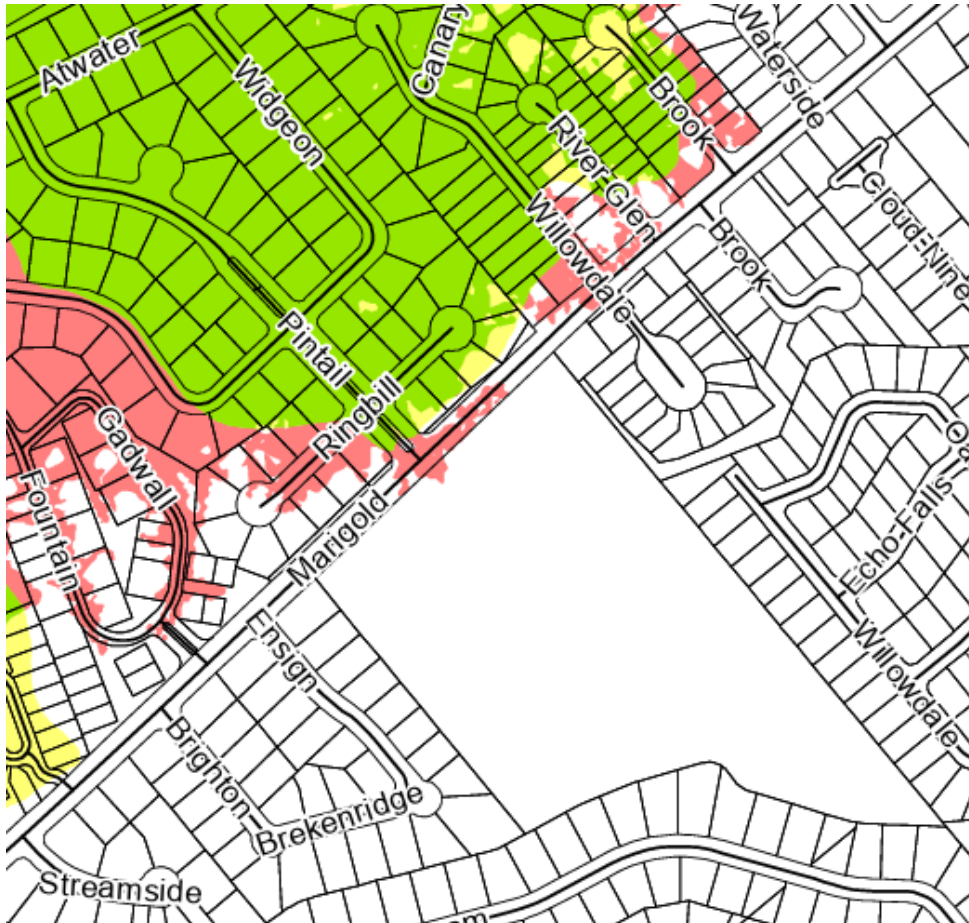 Atwater
Widgeon
Canary
Brook
Waterside
River Glen
Cloud Nine
Willowdale
Brook
Pintail
Ringbill
Gadwall
Fountain
Marigold
Echo Falls
Ensign
Willowdale
Brighton
Brekenridge
Streamside